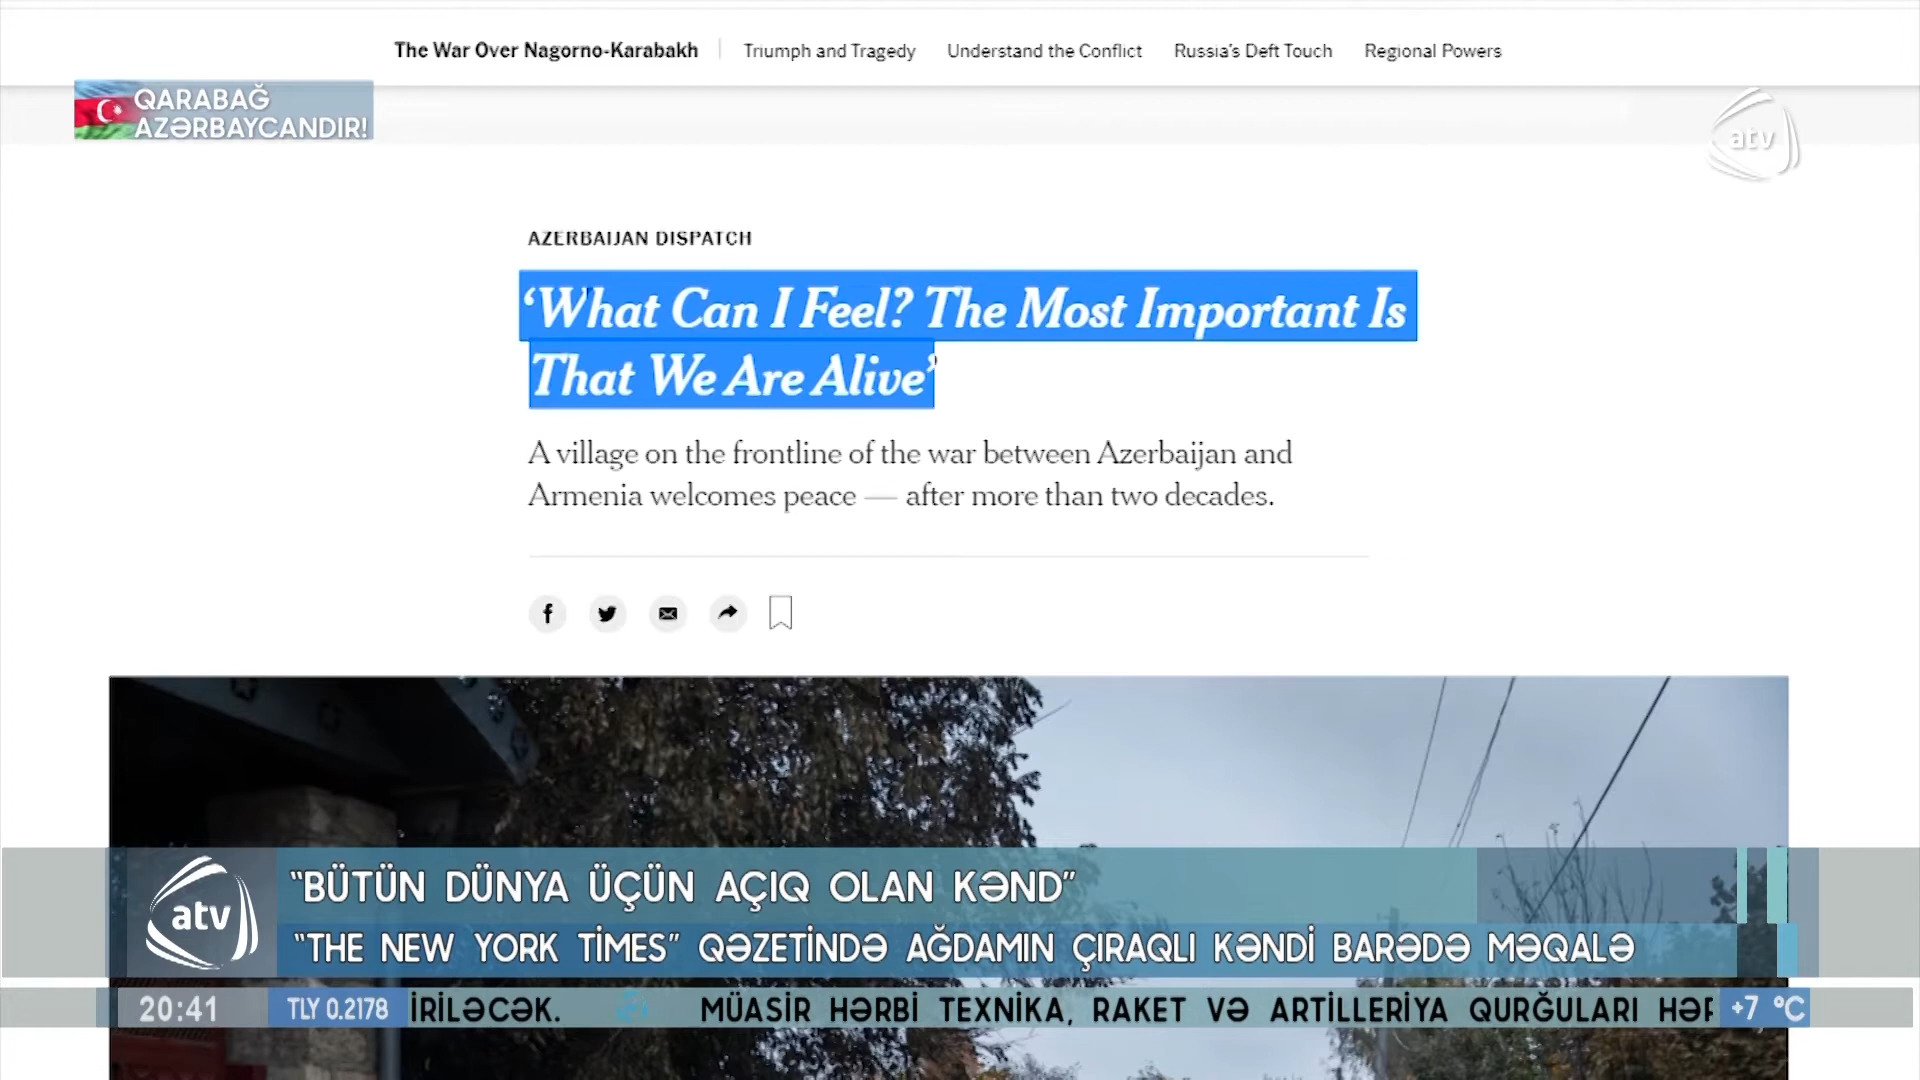 The War Over Nagorno-Karabakh
Triumph and Tragedy
Understand the Conflict
Russia's Deft Touch
Regional Powers
QARABAĞ
AZƏRBAYCANDIR!
atv
AZERBAIJAN DISPATCH
‘What Can I Feel? The Most Important Is
That We Are Alive’
A village on the frontline of the war between Azerbaijan and
Armenia welcomes peace — after more than two decades.
atv
"BÜTÜN DÜNYA ÜÇÜN AÇIQ OLAN KƏND"
"THE NEW YORK TİMES" QƏZETİNDƏ AĞDAMIN ÇIRAQLI KƏNDİ BARƏDƏ MƏQALƏ
20:41
TLY 0.2178
İRİLƏCƏK. MÜASİR HƏRBİ TEXNİKA, RAKET VƏ ARTİLLERİYA QURĞULARI
+7 °C